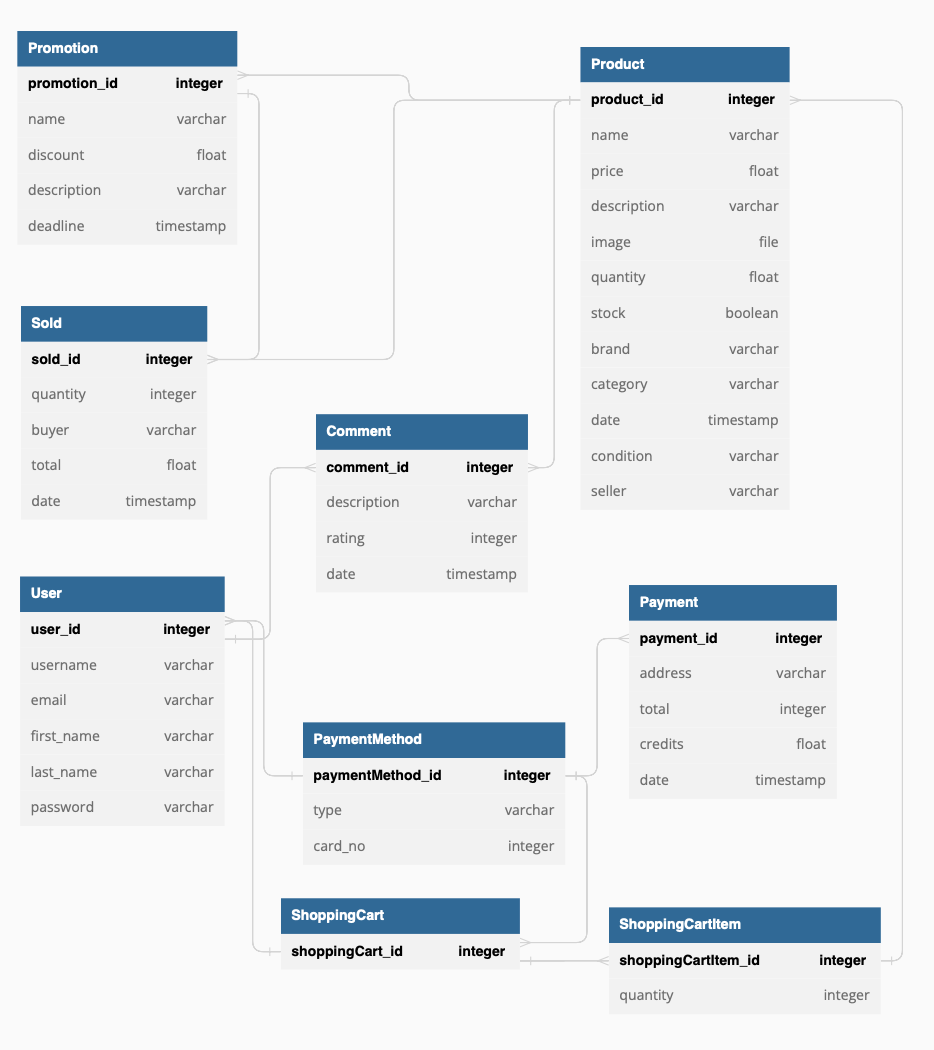 Promotion
promotion_id integer
name varchar
discount float
description varchar
deadline timestamp
Product
product_id integer
name varchar
price float
description varchar
image file
quantity float
stock boolean
brand varchar
category varchar
date timestamp
condition varchar
seller varchar
Sold
sold_id integer
quantity integer
buyer varchar
total float
date timestamp
Comment
comment_id integer
description varchar
rating integer
date timestamp
User
user_id integer
username varchar
email varchar
first_name varchar
last_name varchar
password varchar
Payment
payment_id integer
address varchar
total integer
credits float
date timestamp
PaymentMethod
paymentMethod_id integer
type varchar
card_no integer
ShoppingCart
shoppingCart_id integer
ShoppingCartItem
shoppingCartItem_id integer
quantity integer